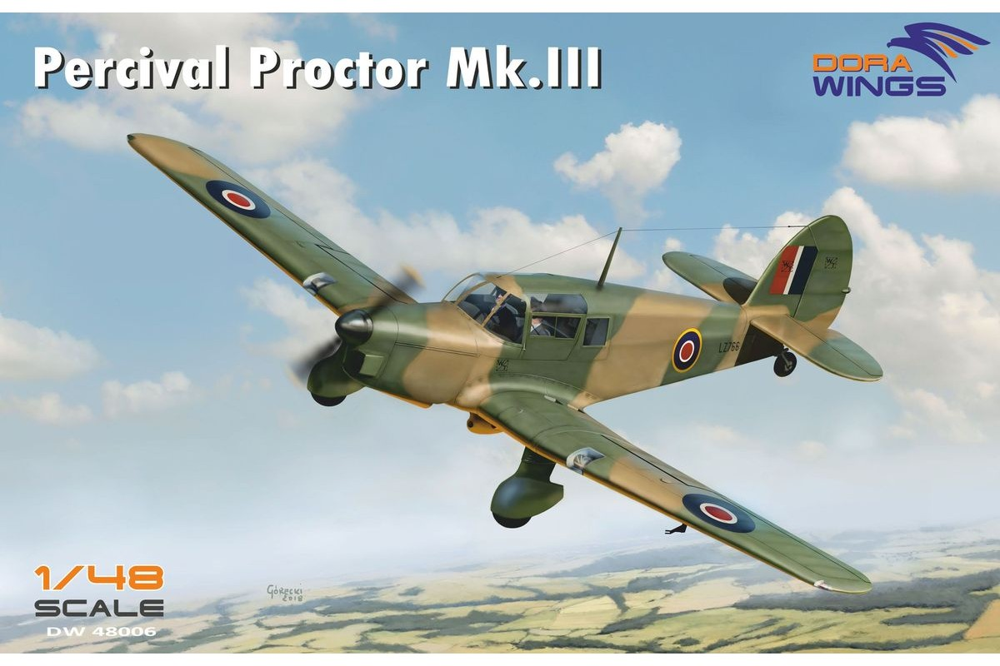 Percival Proctor Mk.III
DORA
WINGS
LZ766
1/48
SCALE
DW 48006
GÓRECKI
2018